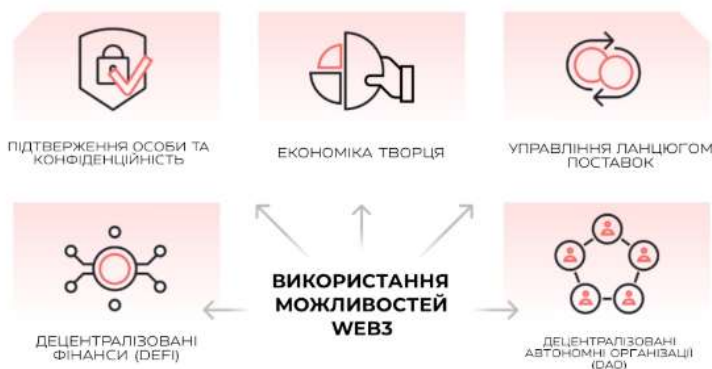 ПІДТВЕРЖЕННЯ ОСОБИ ТА
КОНФІДЕНЦІЙНІСТЬ
ЕКОНОМІКА ТВОРЦЯ
УПРАВЛІННЯ ЛАНЦЮГОМ
ПОСТАВОК
ВИКОРИСТАННЯ
МОЖЛИВОСТЕЙ
WEB3
ДЕЦЕНТРАЛІЗОВАНІ
ФІНАНСИ (DEFI)
ДЕЦЕНТРАЛІЗОВАНІ
АВТОНОМНІ ОРГАНІЗАЦІЇ
(DAO)